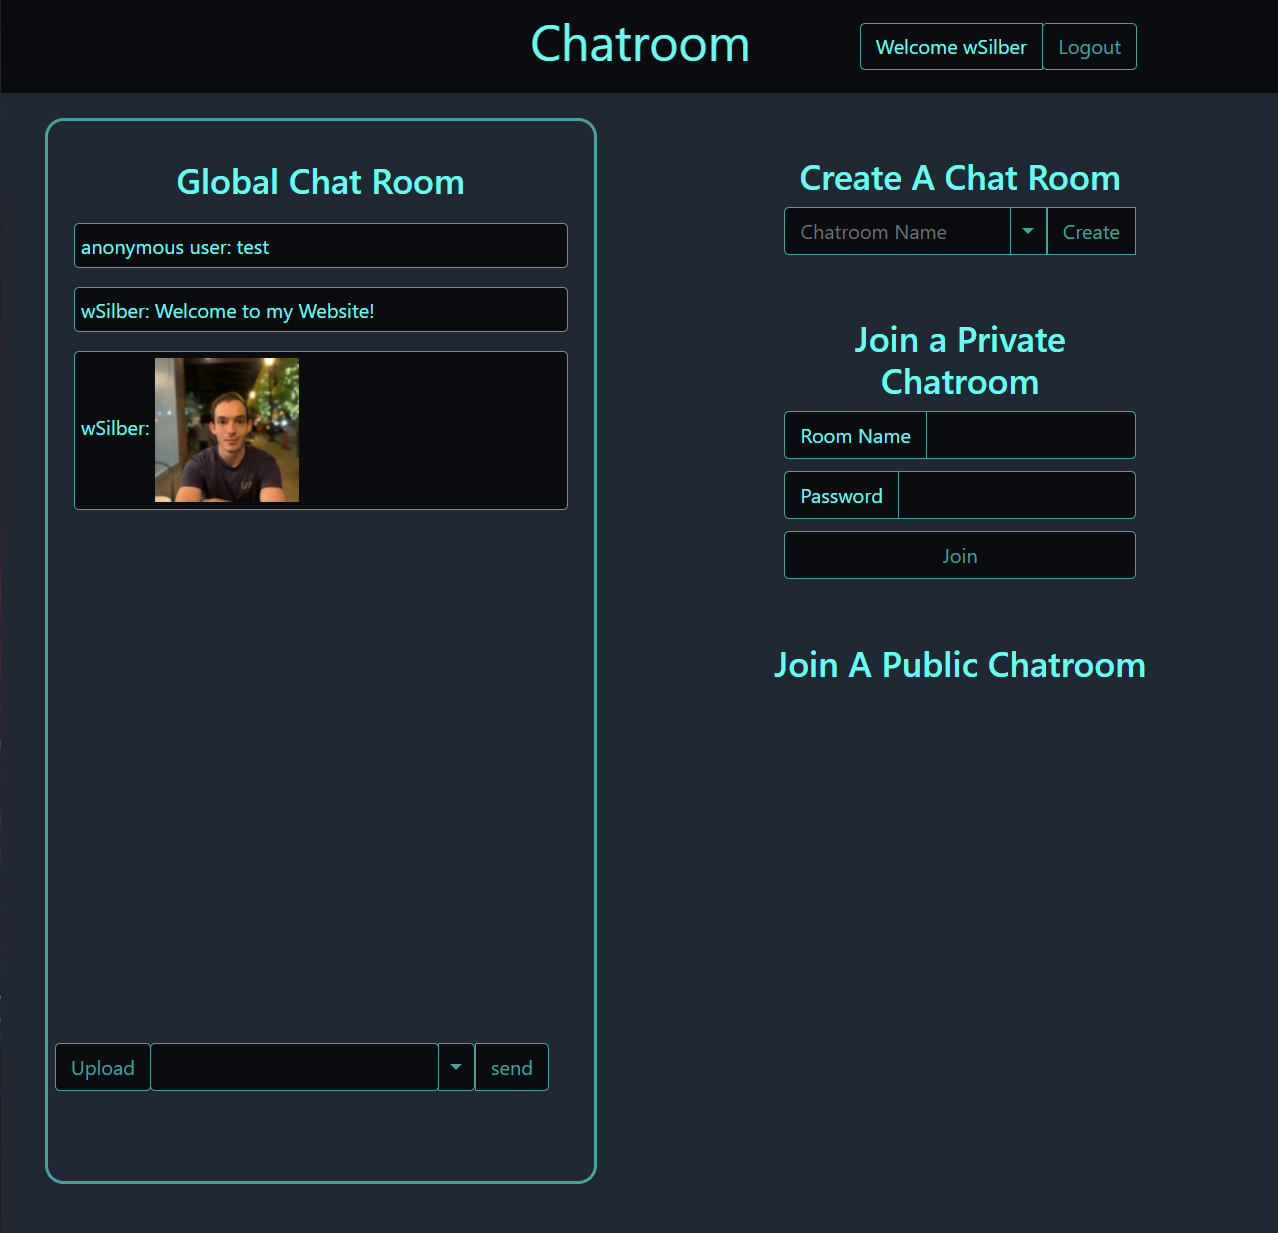 Chatroom
Welcome wSilber
Logout
Global Chat Room
anonymous user: test
wSilber: Welcome to my Website!
wSilber:
Upload
send
Create A Chat Room
Chatroom Name
Create
Join a Private
Chatroom
Room Name
Password
Join
Join A Public Chatroom